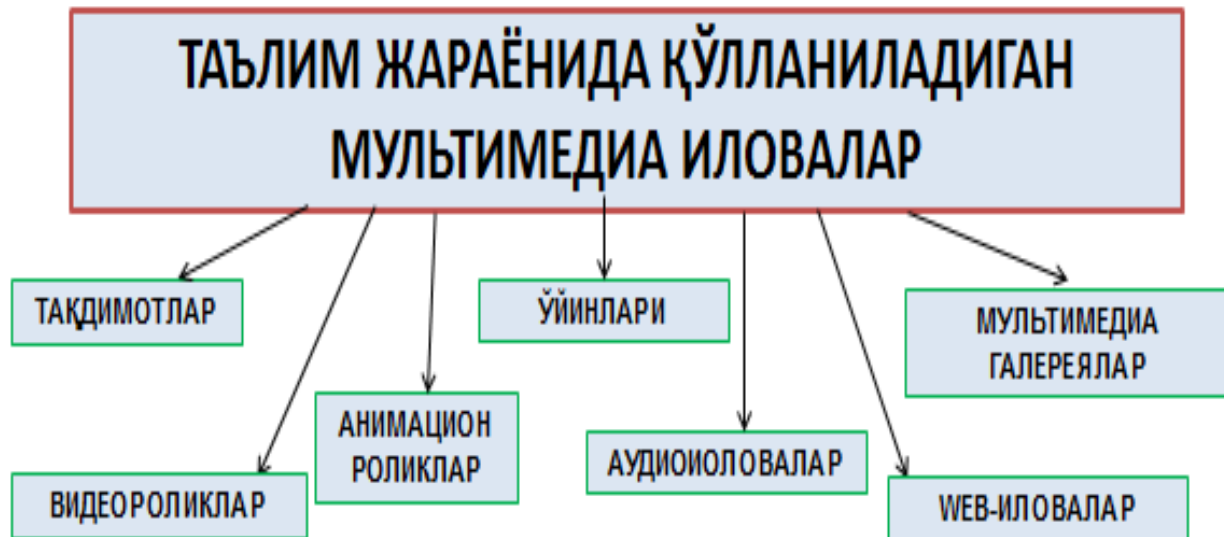 ТАЪЛИМ ЖАРАЁНИДА ҚЎЛЛАНИЛАДИГАН
МУЛЬТИМЕДИА ИЛОВАЛАР
ТАҚДИМОТЛАР
ЎЙИНЛАРИ
МУЛЬТИМЕДИА
ГАЛЕРЕЯЛАР
АНИМАЦИОН
РОЛИКЛАР
АУДИОИОЛОВАЛАР
ВИДЕОРОЛИКЛАР
WEB-ИЛОВАЛАР